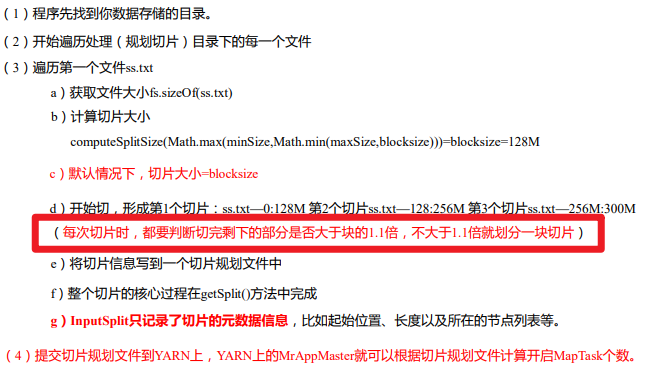 （1）程序先找到你数据存储的目录。
（2）开始遍历处理（规划切片）目录下的每一个文件
（3）遍历第一个文件ss.txt
a）获取文件大小fs.sizeOf(ss.txt)
b）计算切片大小
computeSplitSize(Math.max(minSize,Math.min(maxSize,blocksize)))=blocksize=128M
c）默认情况下，切片大小=blocksize
d）开始切，形成第1个切片：ss.txt—0:128M 第2个切片ss.txt—128:256M 第3个切片ss.txt—256M:300M
（每次切片时，都要判断切完剩下的部分是否大于块的1.1倍，不大于1.1倍就划分一块切片）
e）将切片信息写到一个切片规划文件中
f）整个切片的核心过程在getSplit()方法中完成
g）InputSplit只记录了切片的元数据信息，比如起始位置、长度以及所在的节点列表等。
（4）提交切片规划文件到YARN上，YARN上的MrAppMaster就可以根据切片规划文件计算开启MapTask个数。